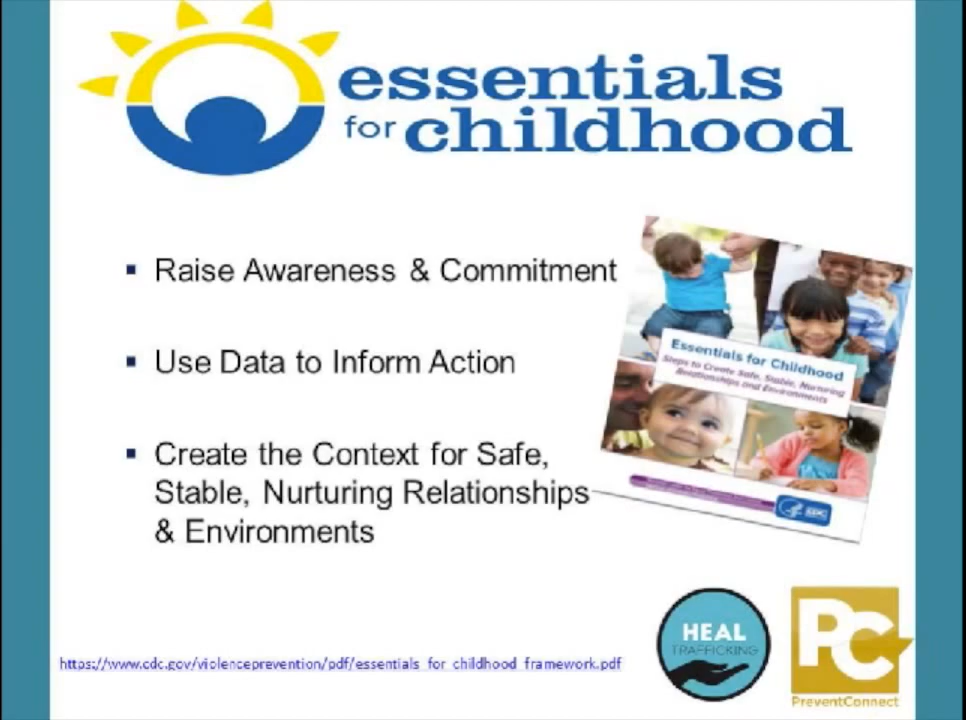 essentials
for childhood
▪ Raise Awareness & Commitment
▪ Use Data to Inform Action
▪ Create the Context for Safe,
Stable, Nurturing Relationships
& Environments
Essentials for Childhood
Steps to Create Safe, Stable, Nurturing
Relationships and Environments
CDC
HEAL
TRAFFICKING
PC
PreventConnect
https://www.cdc.gov/violenceprevention/pdf/essentials_for_childhood_framework.pdf